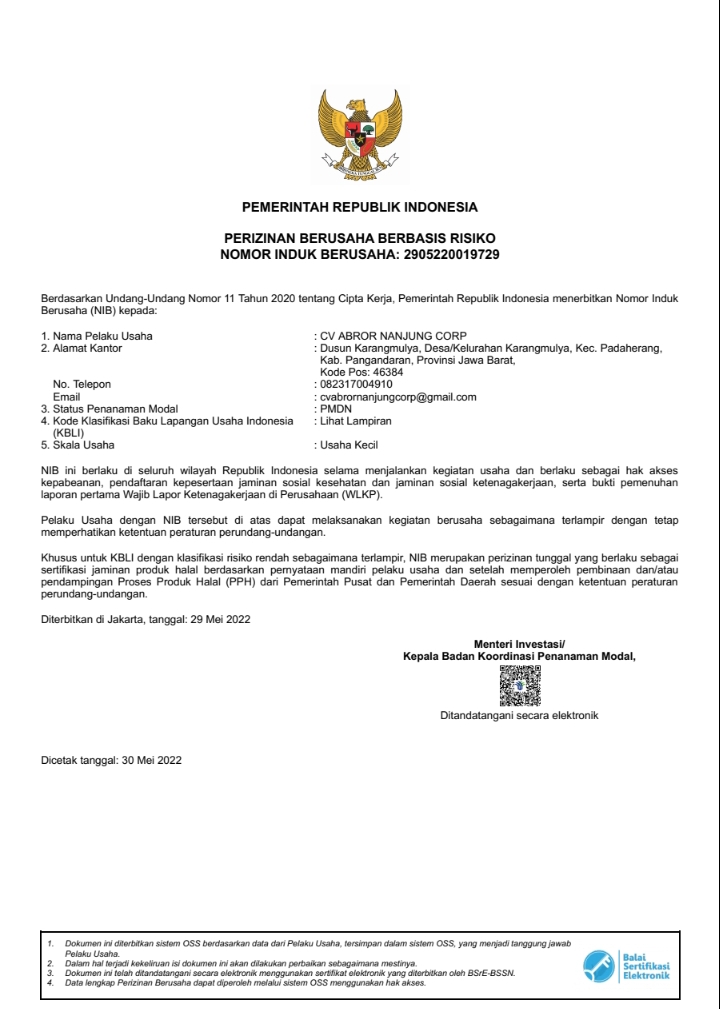 PEMERINTAH REPUBLIK INDONESIA
PERIZINAN BERUSAHA BERBASIS RISIKO
NOMOR INDUK BERUSAHA: 2905220019729
Berdasarkan Undang-Undang Nomor 11 Tahun 2020 tentang Cipta Kerja, Pemerintah Republik Indonesia menerbitkan Nomor Induk
Berusaha (NIB) kepada:
1. Nama Pelaku Usaha : CV ABROR NANJUNG CORP
2. Alamat Kantor : Dusun Karangmulya, Desa/Kelurahan Karangmulya, Kec. Padaherang,
Kab. Pangandaran, Provinsi Jawa Barat,
Kode Pos: 46384
No. Telepon : 082317004910
Email : cvabrornanjungcorp@gmail.com
3. Status Penanaman Modal : PMDN
4. Kode Klasifikasi Baku Lapangan Usaha Indonesia : Lihat Lampiran
(KBLI)
5. Skala Usaha : Usaha Kecil
NIB ini berlaku di seluruh wilayah Republik Indonesia selama menjalankan kegiatan usaha dan berlaku sebagai hak akses
kepabeanan, pendaftaran kepesertaan jaminan sosial kesehatan dan jaminan sosial ketenagakerjaan, serta bukti pemenuhan
laporan pertama Wajib Lapor Ketenagakerjaan di Perusahaan (WLKP).
Pelaku Usaha dengan NIB tersebut di atas dapat melaksanakan kegiatan berusaha sebagaimana terlampir dengan tetap
memperhatikan ketentuan peraturan perundang-undangan.
Khusus untuk KBLI dengan klasifikasi risiko rendah sebagaimana terlampir, NIB merupakan perizinan tunggal yang berlaku sebagai
sertifikasi jaminan produk halal berdasarkan pernyataan mandiri pelaku usaha dan setelah memperoleh pembinaan dan/atau
pendampingan Proses Produk Halal (PPH) dari Pemerintah Pusat dan Pemerintah Daerah sesuai dengan ketentuan peraturan
perundang-undangan.
Diterbitkan di Jakarta, tanggal: 29 Mei 2022
Menteri Investasi/
Kepala Badan Koordinasi Penanaman Modal,
Ditandatangani secara elektronik
Dicetak tanggal: 30 Mei 2022
1. Dokumen ini diterbitkan sistem OSS berdasarkan data dari Pelaku Usaha, tersimpan dalam sistem OSS, yang menjadi tanggung jawab
Pelaku Usaha.
2. Dalam hal terjadi kekeliruan isi dokumen ini akan dilakukan perbaikan sebagaimana mestinya.
3. Dokumen ini telah ditandatangani secara elektronik menggunakan sertifikat elektronik yang diterbitkan oleh BSrE-BSSN.
4. Data lengkap Perizinan Berusaha dapat diperoleh melalui sistem OSS menggunakan hak akses.
Balai
Sertifikasi
Elektronik